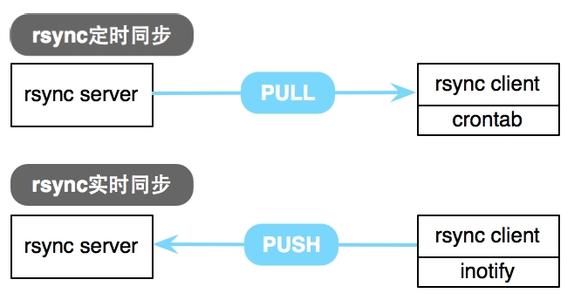 rsync定时同步
rsync server
PULL
rsync client
crontab
rsync实时同步
rsync server
PUSH
rsync client
inotify